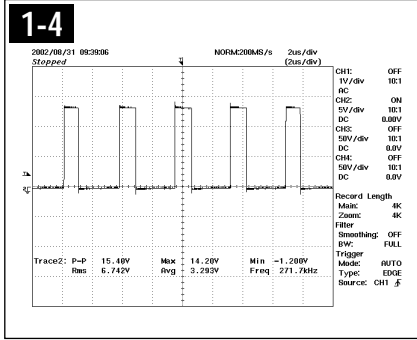 1-4
2002/08/31 09:39:06 NORM:200MS/s 2us/div
Stopped (2us/div)
CH1: OFF
1V/div 10:1
AC
CH2: ON
5V/div 10:1
DC 0.00V
CH3: OFF
50V/div 10:1
DC 0.0V
CH4: OFF
50V/div 10:1
DC 0.0V
Record Length
Main: 4K
Zoom: 4K
Filter
Smoothing: OFF
BW: FULL
Trigger
Mode: AUTO
Type: EDGE
Source: CH1
Trace2: P-P 15.40V Max 14.20V Min -1.200V
Rms 6.742V Avg 3.293V Freq 271.7kHz